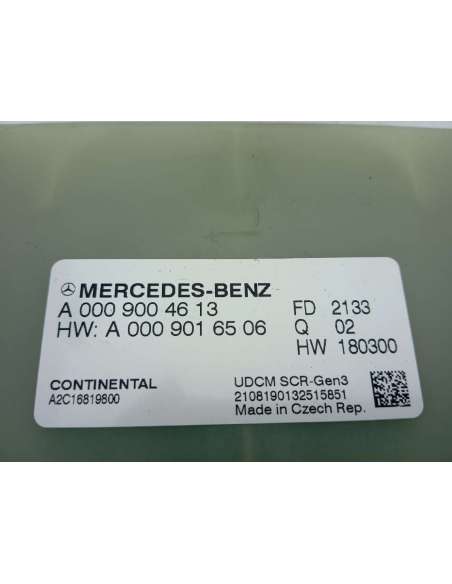 MERCEDES-BENZ
A 000 900 46 13 FD 2133
HW: A 000 901 65 06 Q 02
HW 180300
CONTINENTAL UDCM SCR-Gen3
A2C16819800 2108190132515851
Made in Czech Rep.